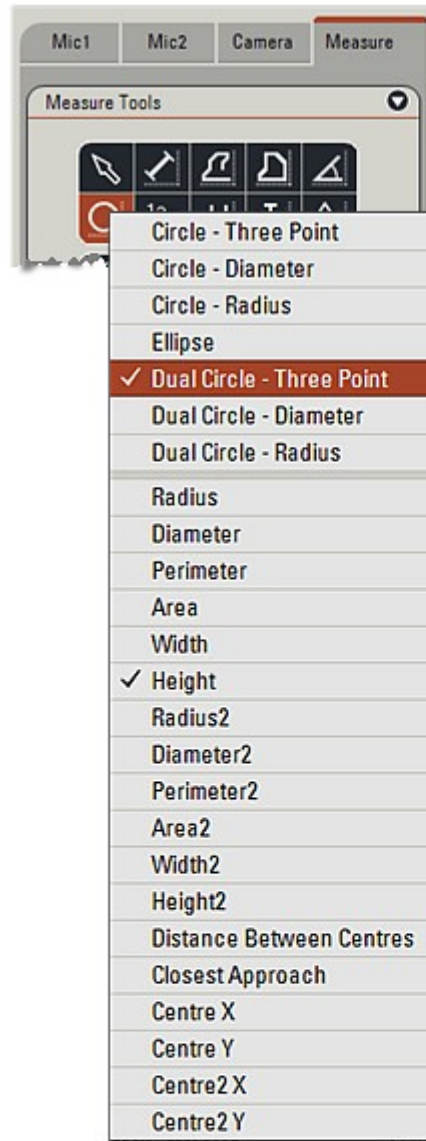 Mic1 Mic2 Camera Measure
Measure Tools
Circle - Three Point
Circle - Diameter
Circle - Radius
Ellipse
Dual Circle - Three Point
Dual Circle - Diameter
Dual Circle - Radius
Radius
Diameter
Perimeter
Area
Width
Height
Radius2
Diameter2
Perimeter2
Area2
Width2
Height2
Distance Between Centres
Closest Approach
Centre X
Centre Y
Centre2 X
Centre2 Y